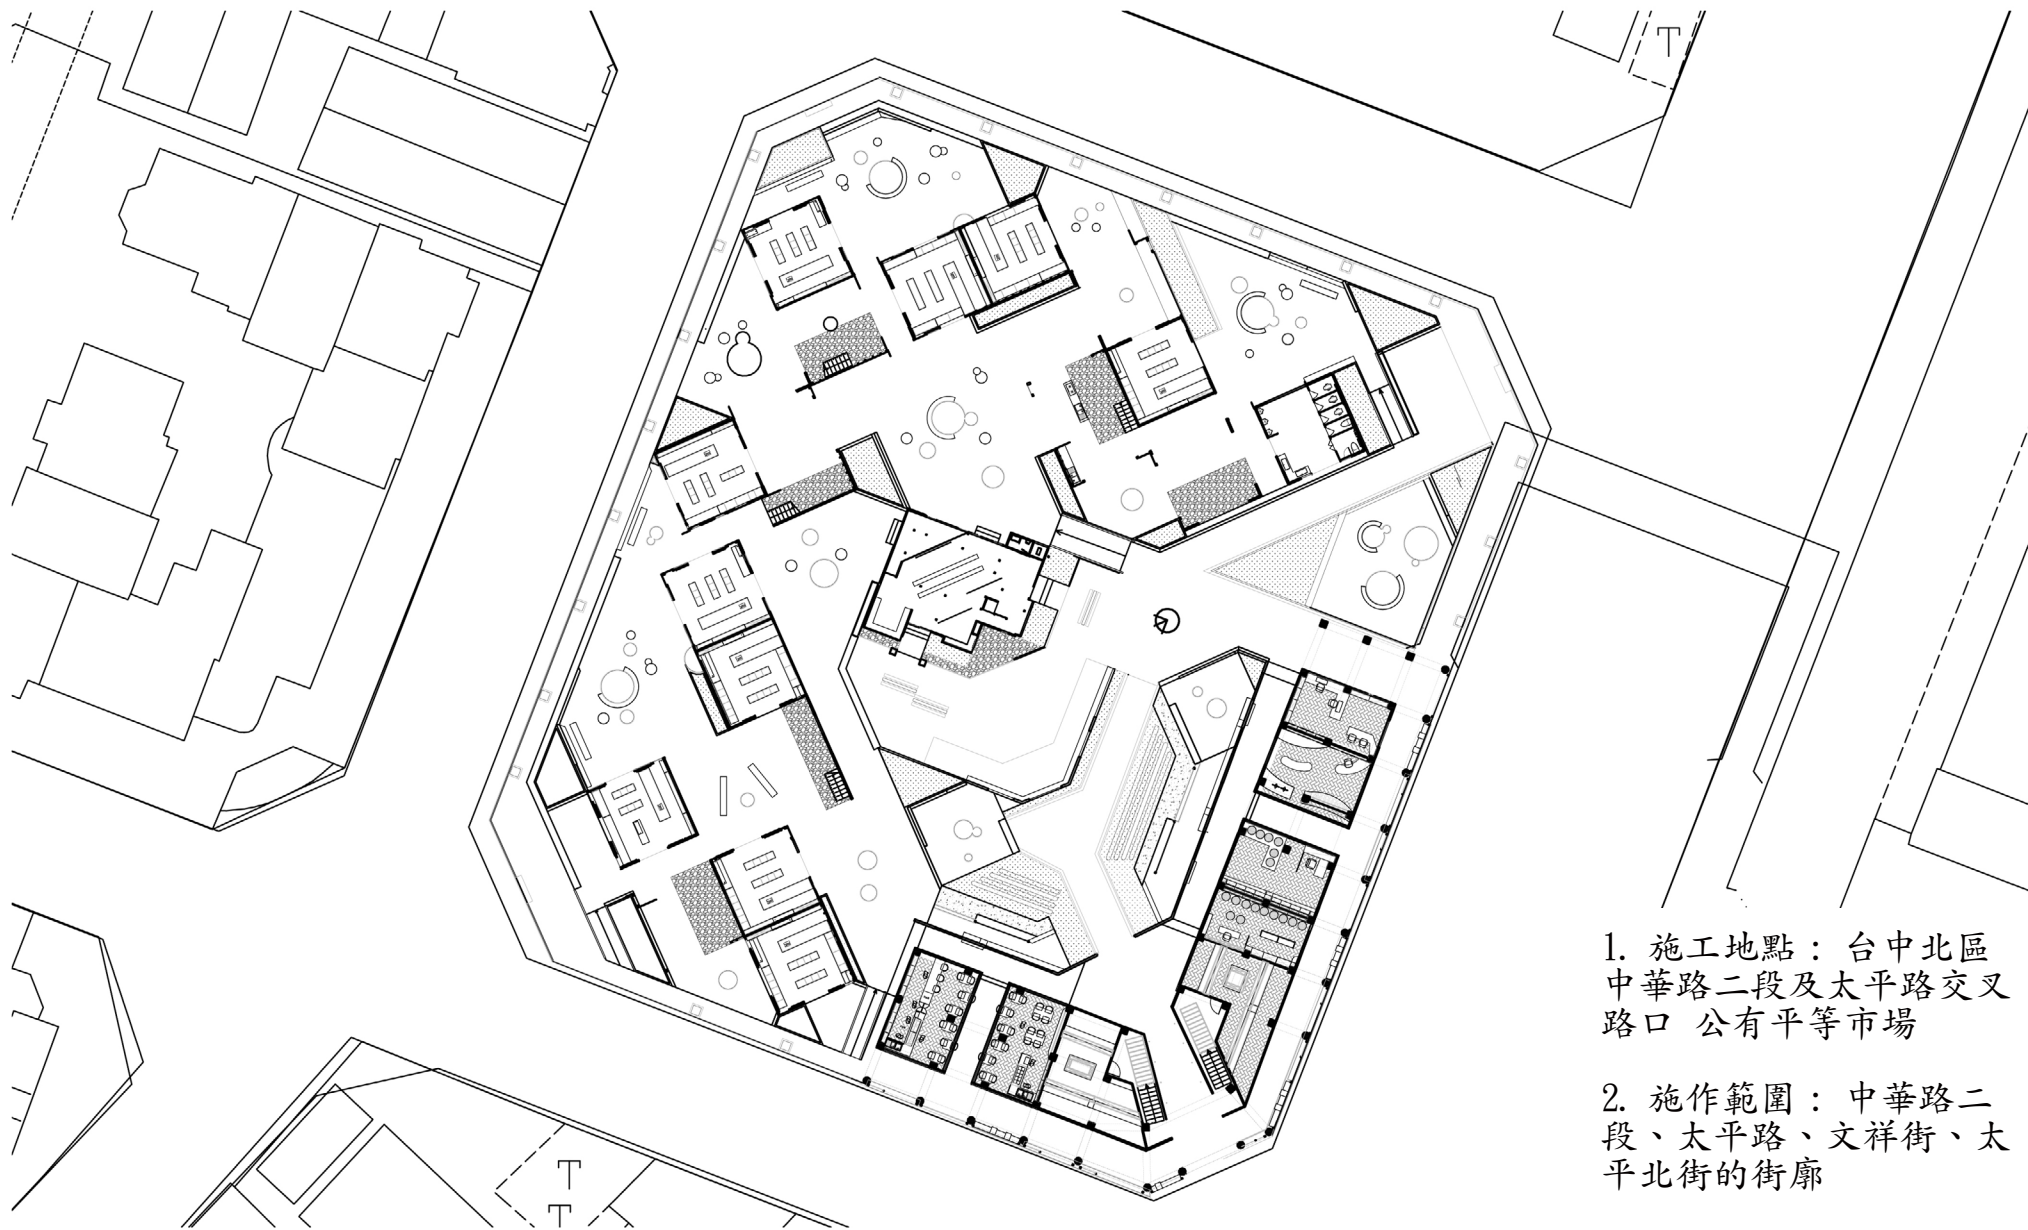 T
1. 施工地點： 台中北區
中華路二段及太平路交叉
路口 公有平等市場
2. 施作範圍： 中華路二
段、太平路、文祥街、太
平北街的街廓
T
T